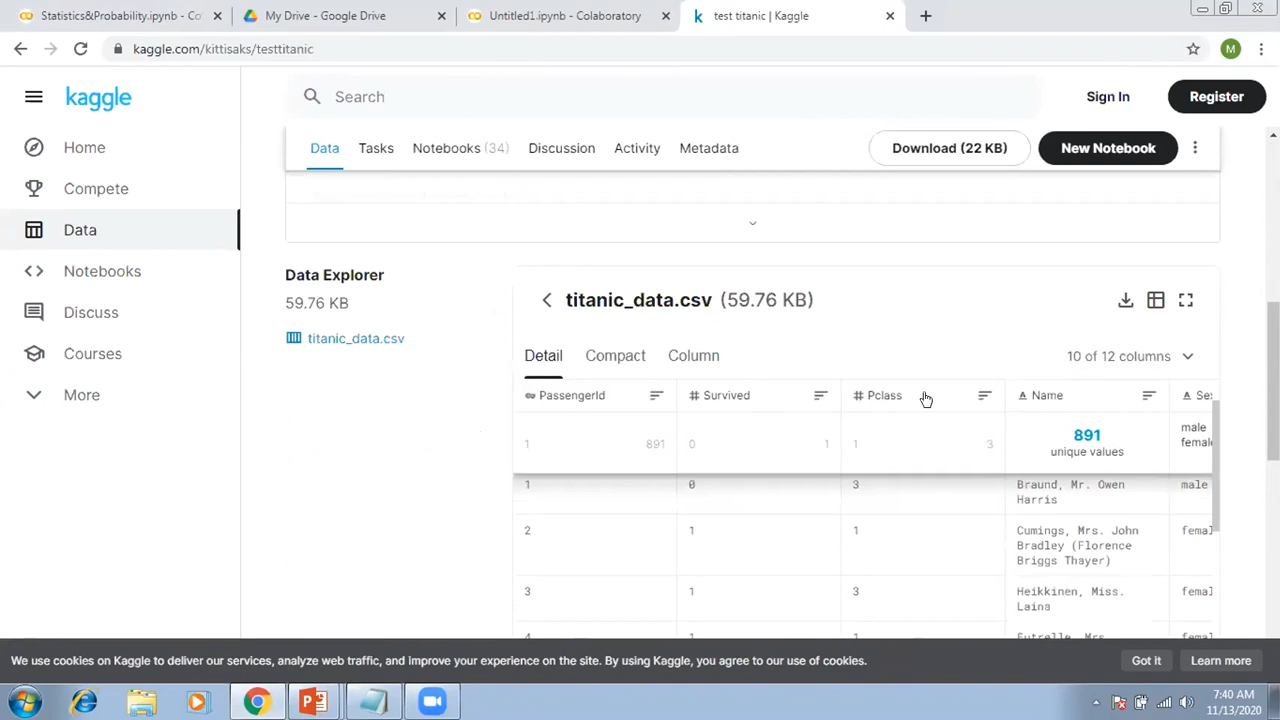 Statistics&Probability.ipynb - Co
My Drive - Google Drive
Untitled1.ipynb - Colaboratory
test titanic | Kaggle
kaggle.com/kittisaks/testtitanic
M
kaggle
Search
Sign In
Register
Data
Tasks
Notebooks (34)
Discussion
Activity
Metadata
Download (22 KB)
New Notebook
Home
Compete
Data
Notebooks
Discuss
Courses
More
Data Explorer
59.76 KB
titanic_data.csv
titanic_data.csv (59.76 KB)
Detail
Compact
Column
10 of 12 columns
PassengerId
# Survived
# Pclass
A Name
A Se
1 891
0 1
1 3
891
unique values
male
female
1
0
3
Braund, Mr. Owen
Harris
male
2
1
1
Cumings, Mrs. John
Bradley (Florence
Briggs Thayer)
femal
3
1
3
Heikkinen, Miss.
Laina
femal
4
1
1
Futrelle, Mrs.
femal
We use cookies on Kaggle to deliver our services, analyze web traffic, and improve your experience on the site. By using Kaggle, you agree to our use of cookies.
Got it
Learn more
7:40 AM
11/13/2020